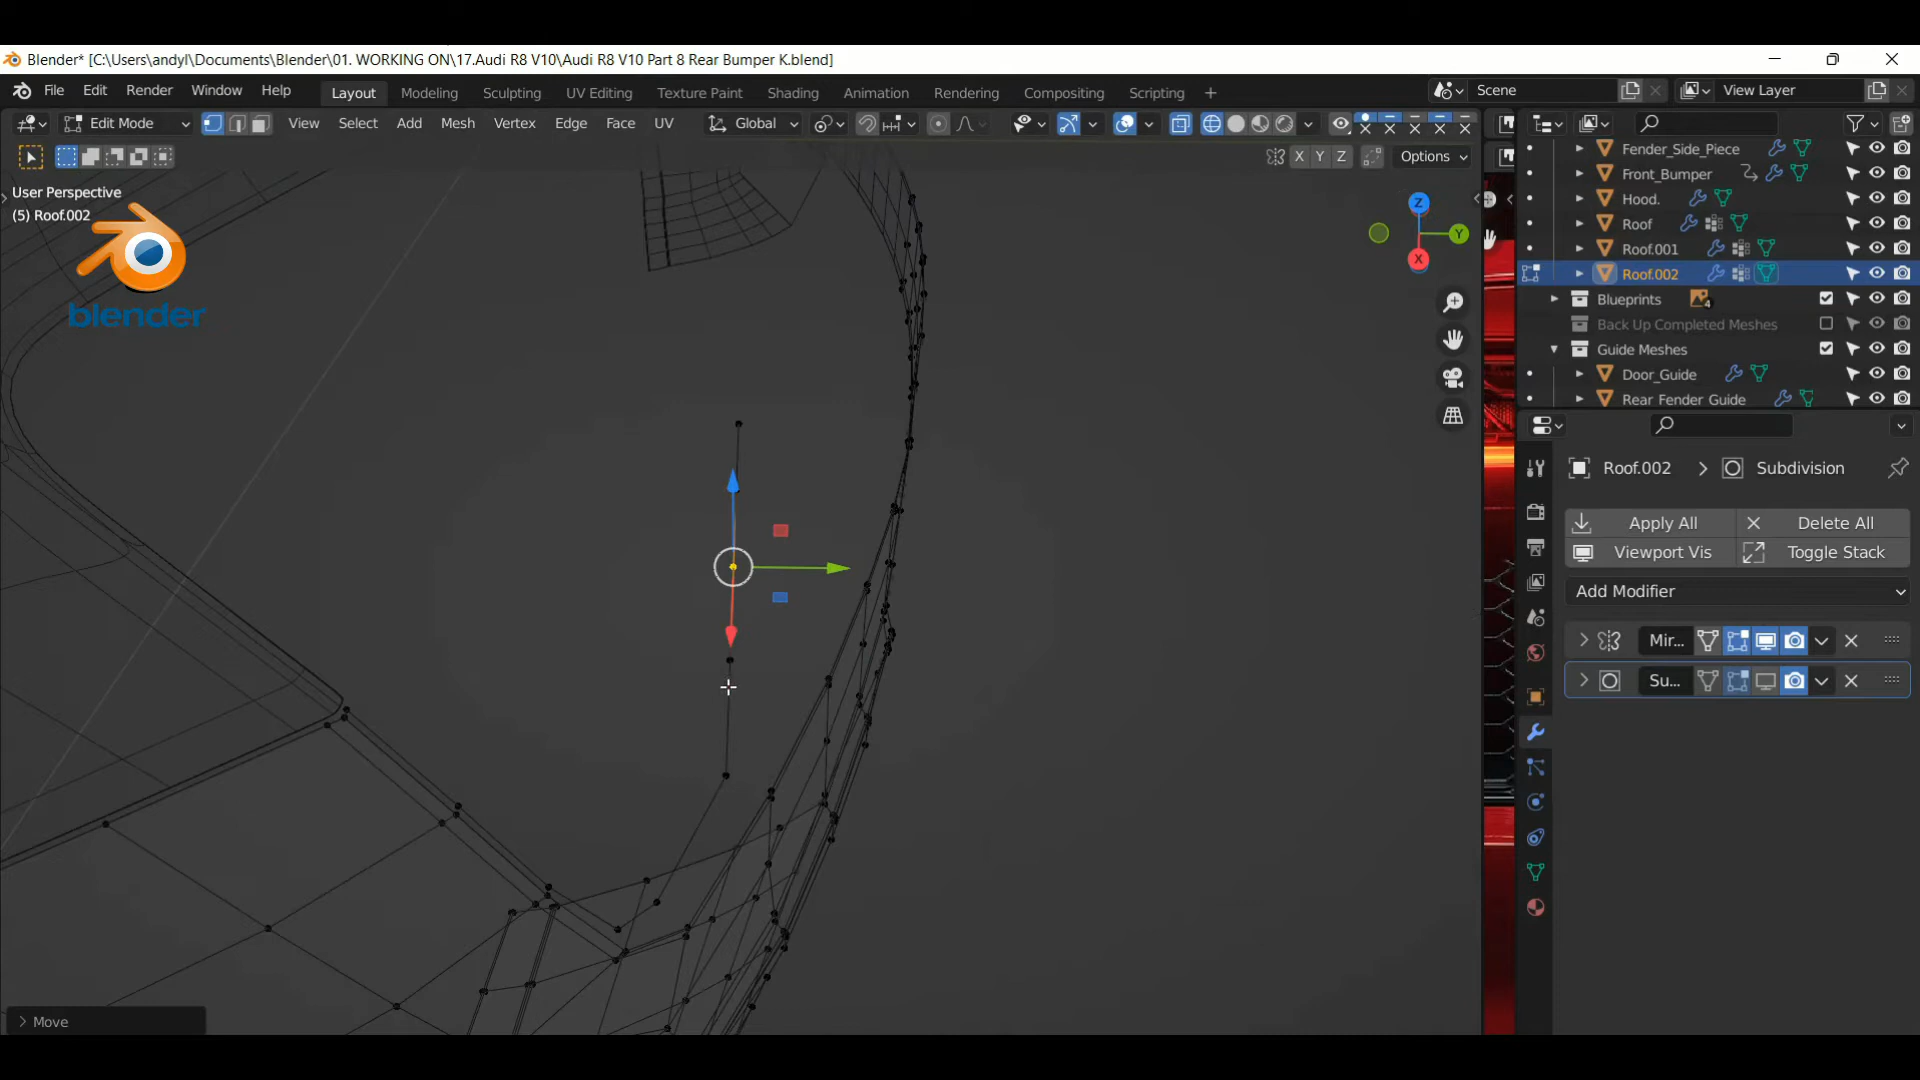 Blender* [C:\Users\andyl\Documents\Blender\01. WORKING ON\17.Audi R8 V10\Audi R8 V10 Part 8 Rear Bumper K.blend]
File Edit Render Window Help Layout Modeling Sculpting UV Editing Texture Paint Shading Animation Rendering Compositing Scripting + Scene View Layer
Edit Mode View Select Add Mesh Vertex Edge Face UV Global
X Y Z Options
User Perspective
(5) Roof.002
blender
Z
Y
X
Move
Fender_Side_Piece
Front_Bumper
Hood.
Roof
Roof.001
Roof.002
Blueprints 4
Back Up Completed Meshes
Guide Meshes
Door_Guide
Rear Fender Guide
Roof.002 > Subdivision
Apply All Delete All
Viewport Vis Toggle Stack
Add Modifier
Mir...
Su...